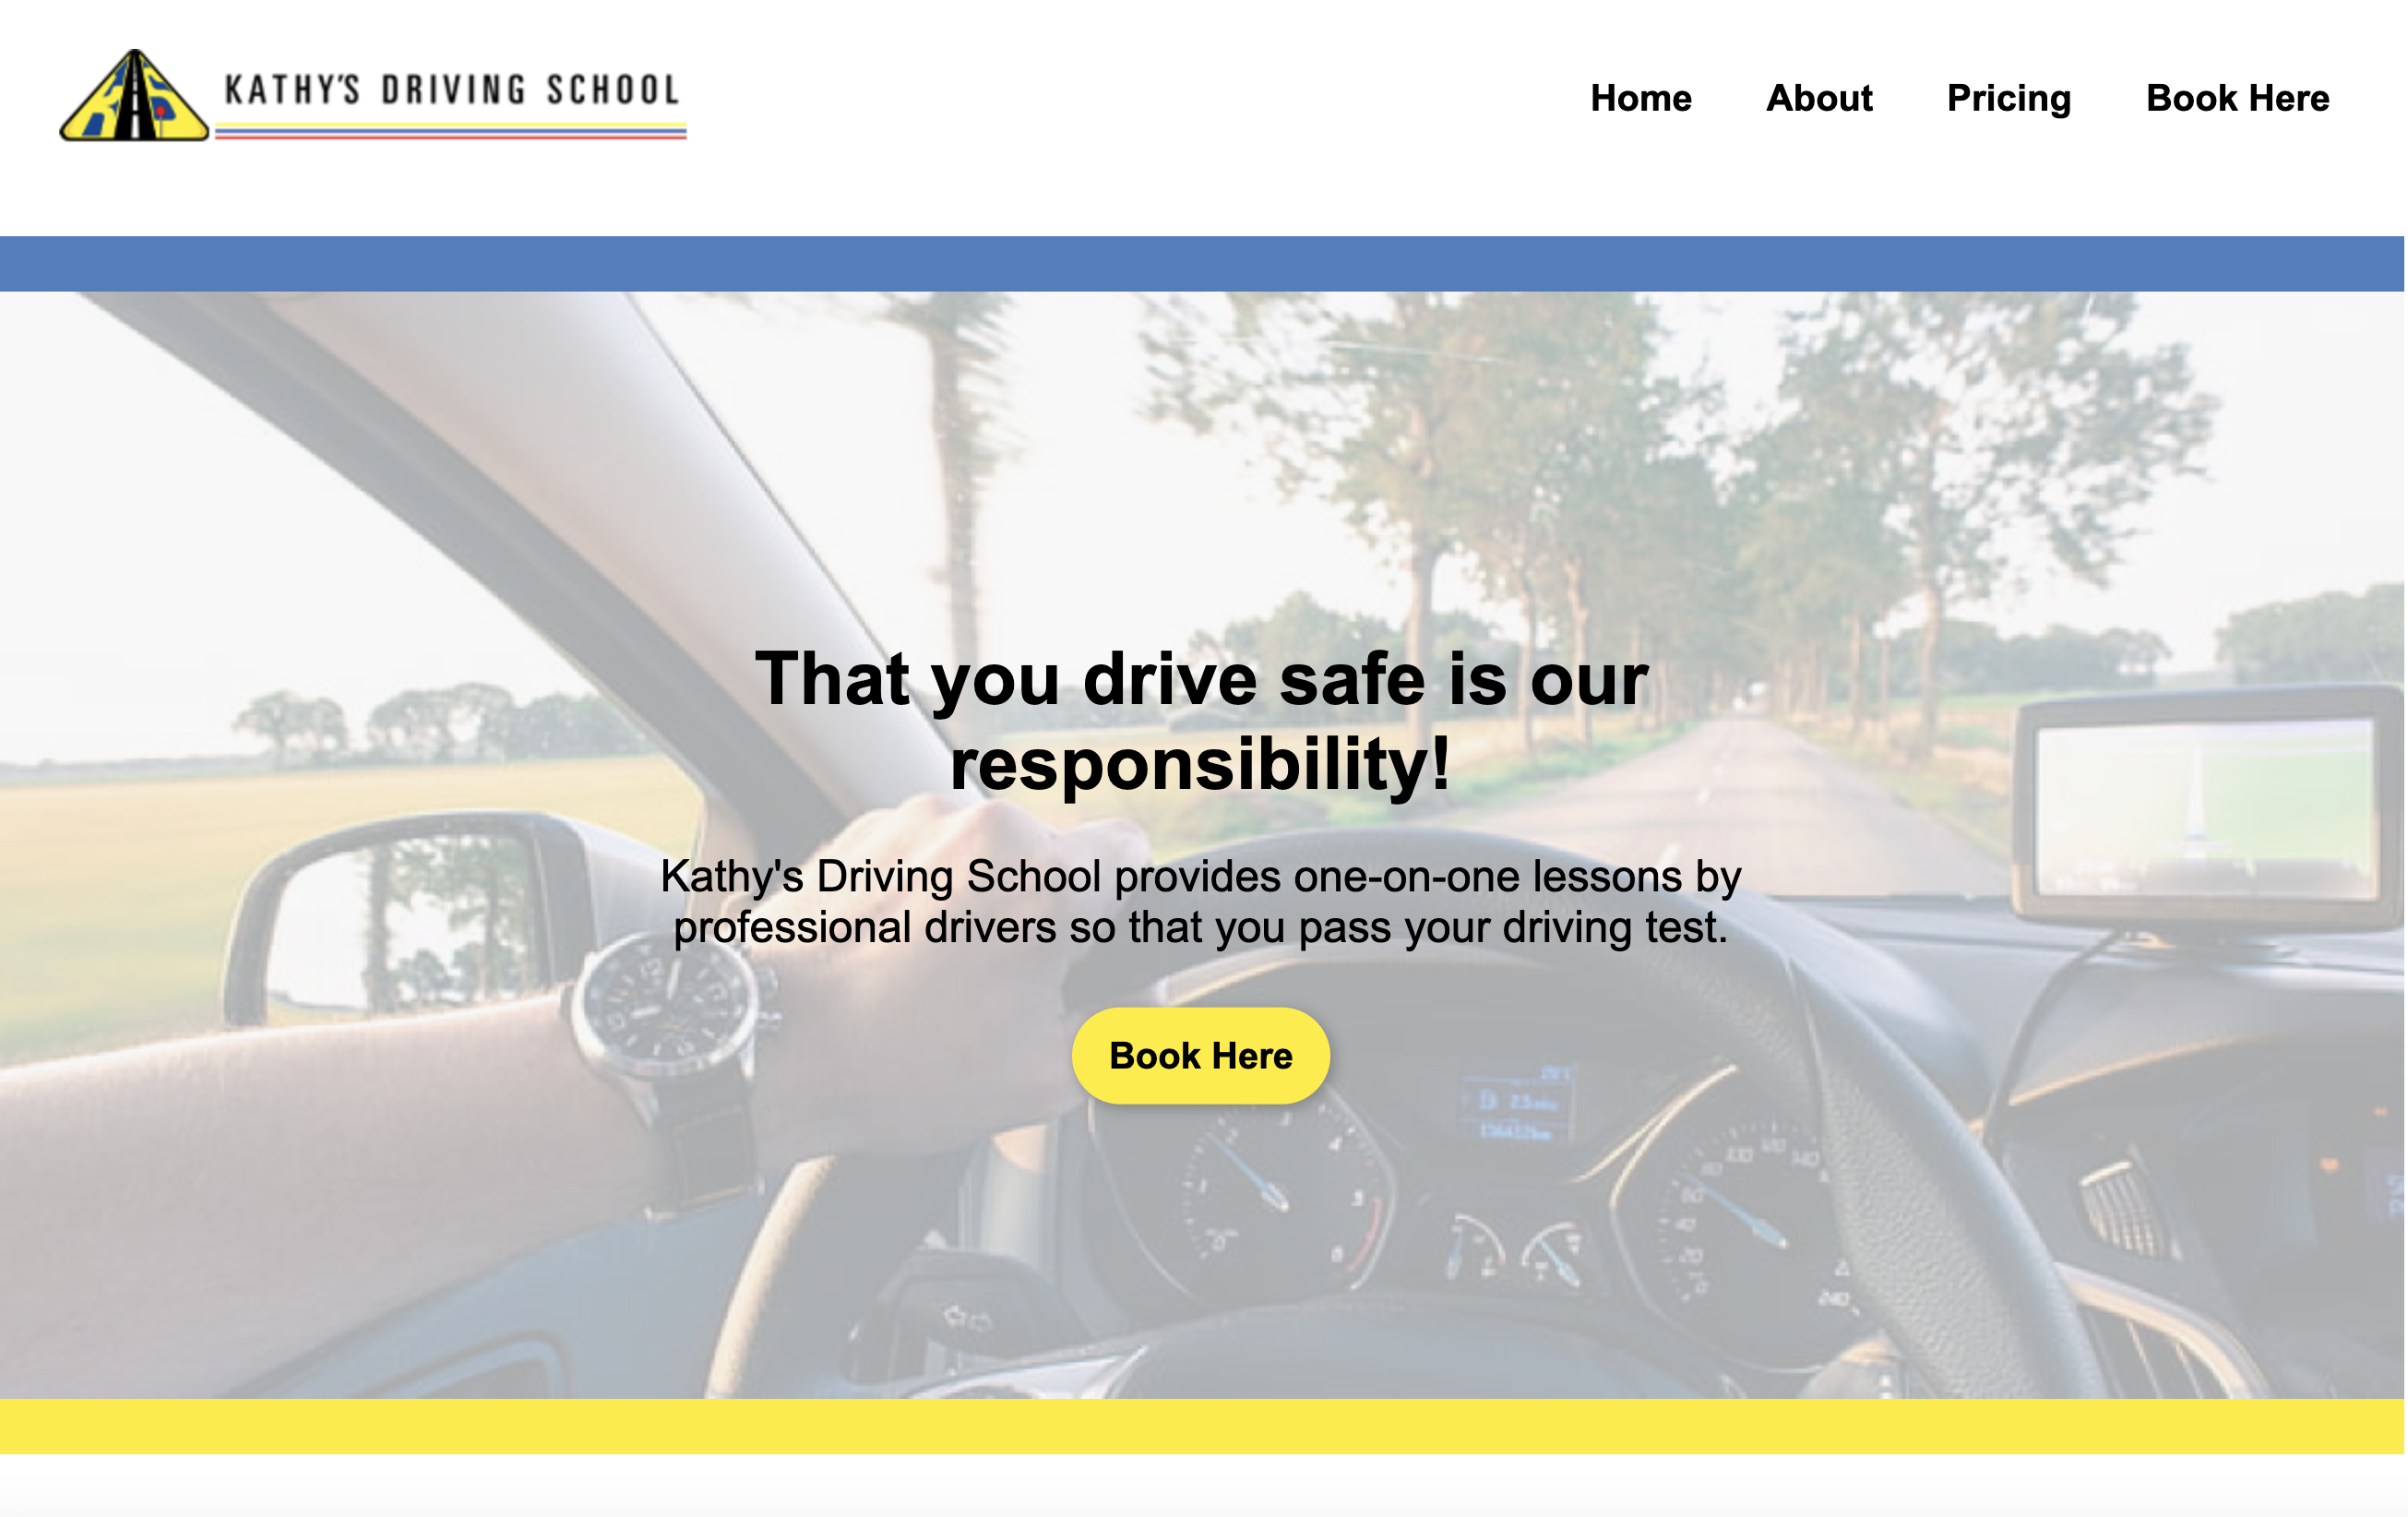 KATHY'S DRIVING SCHOOL
Home About Pricing Book Here
That you drive safe is our
responsibility!
Kathy's Driving School provides one-on-one lessons by
professional drivers so that you pass your driving test.
Book Here